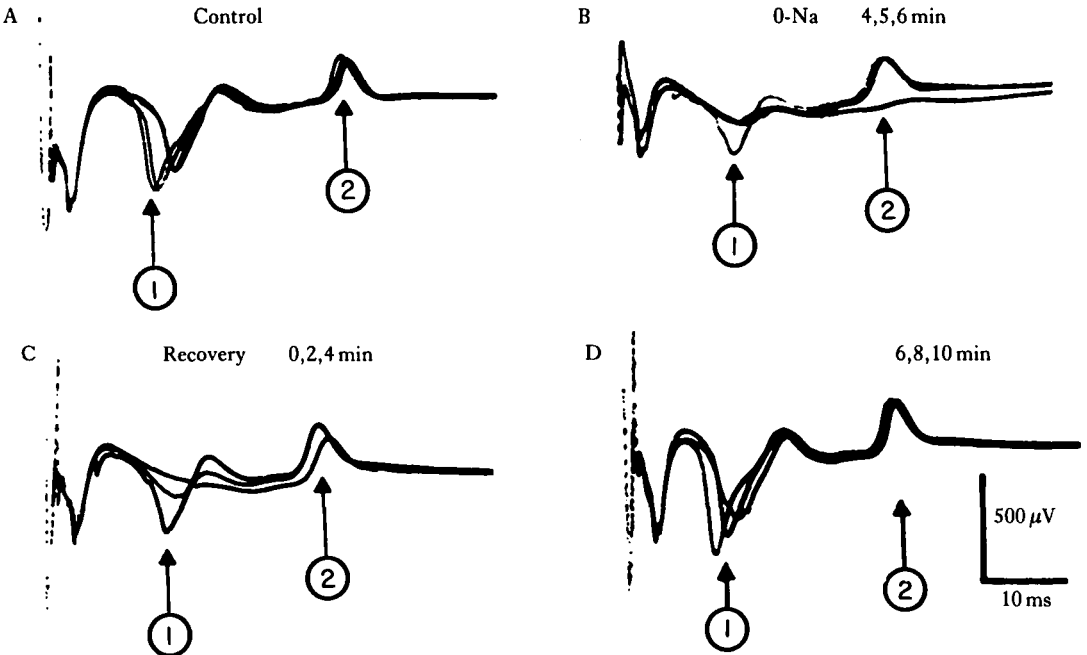 A Control
B 0-Na 4,5,6 min
2
1
2
1
C Recovery 0,2,4 min
D 6,8,10 min
500 μV
10 ms
2
1
2
1